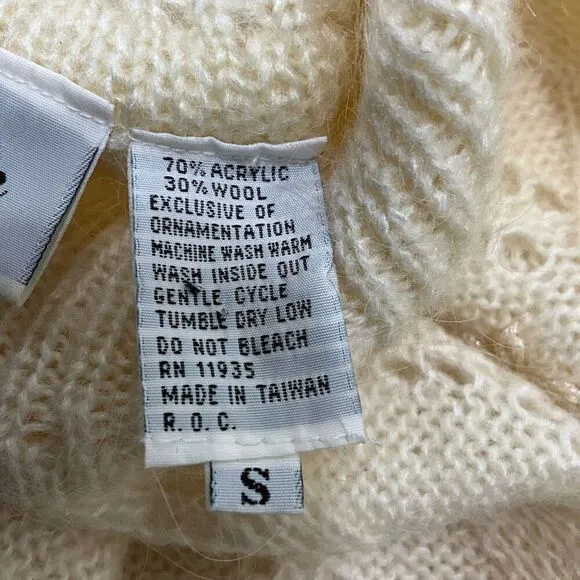 70% ACRYLIC
30% WOOL
EXCLUSIVE OF
ORNAMENTATION
MACHINE WASH WARM
WASH INSIDE OUT
GENTLE CYCLE
TUMBLE DRY LOW
DO NOT BLEACH
RN 11935
MADE IN TAIWAN
R.O.C.
S